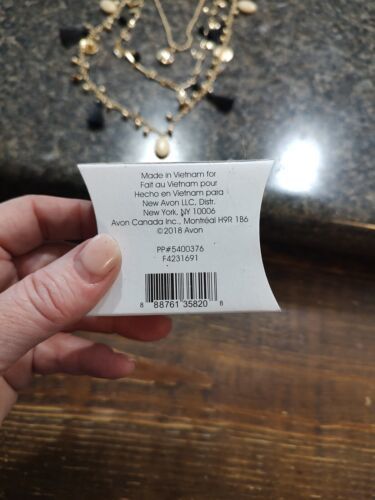 Made in Vietnam for
Fait au Vietnam pour
Hecho en Vietnam para
New Avon LLC, Distr.
New York, NY 10006
Avon Canada Inc., Montréal H9R 1B6
©2018 Avon
PP#5400376
F4231691
8 88761 35820 8